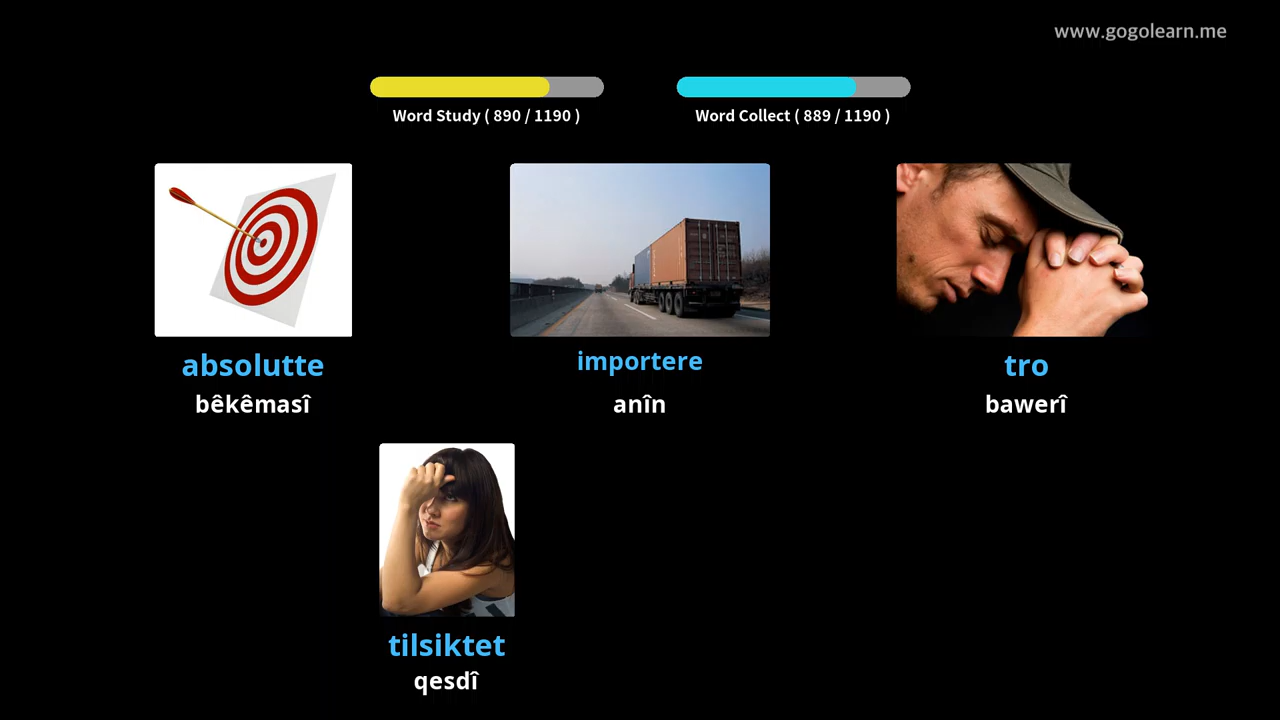 www.gogolearn.me
Word Study ( 890 / 1190 )
Word Collect ( 889 / 1190 )
absolutte
bêkêmasî
importere
anîn
tro
bawerî
tilsiktet
qesdî